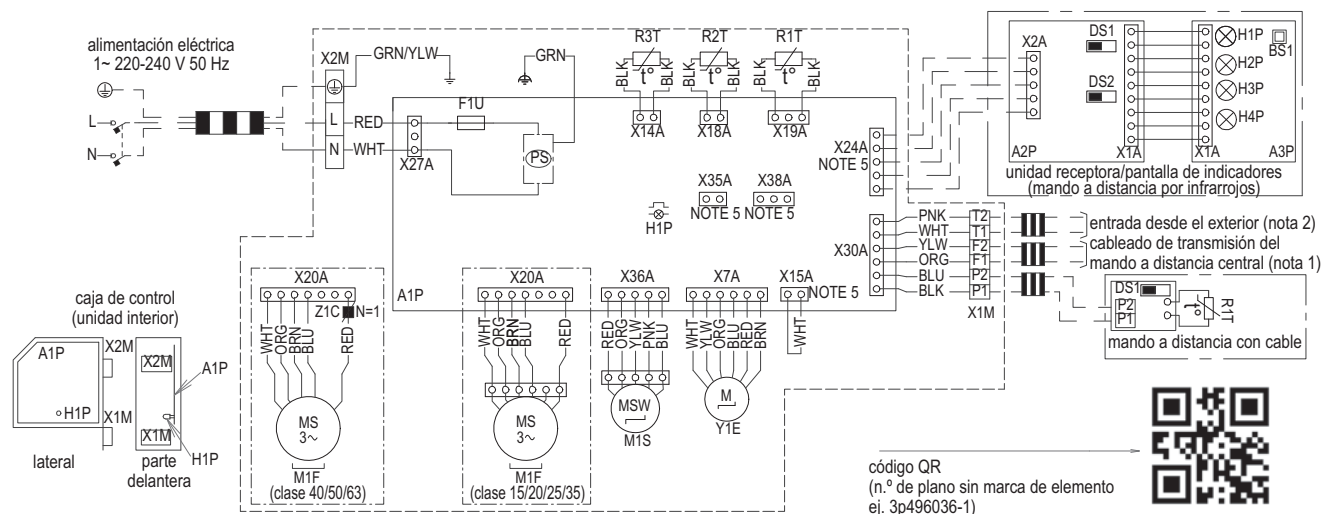 alimentación eléctrica
1~ 220-240 V 50 Hz
L
N
X2M
GRN/YLW
GRN
L
RED
N
WHT
X27A
F1U
PS
R3T
R2T
R1T
BLK
BLK
BLK
BLK
BLK
BLK
t°
t°
t°
X14A
X18A
X19A
X35A
X38A
NOTE 5
NOTE 5
H1P
X24A
NOTE 5
X30A
A1P
X2A
DS1
DS2
A2P
X1A
X1A
H1P
H2P
H3P
H4P
BS1
A3P
unidad receptora/pantalla de indicadores
(mando a distancia por infrarrojos)
PNK
T2
WHT
T1
YLW
F2
ORG
F1
BLU
P2
BLK
P1
X1M
entrada desde el exterior (nota 2)
cableado de transmisión del
mando a distancia central (nota 1)
DS1
P2
P1
t°
R1T
mando a distancia con cable
X20A
Z1C
N=1
WHT
ORG
BRN
BLU
RED
MS
3~
M1F
(clase 40/50/63)
X20A
WHT
ORG
BRN
BLU
RED
MS
3~
M1F
(clase 15/20/25/35)
X36A
RED
ORG
YLW
PNK
BLU
MSW
M1S
X7A
WHT
YLW
ORG
BLU
RED
BRN
M
Y1E
X15A
NOTE 5
WHT
caja de control
(unidad interior)
A1P
X2M
X2M
A1P
H1P
X1M
X1M
H1P
lateral
parte
delantera
código QR
(n.º de plano sin marca de elemento
ej. 3p496036-1)